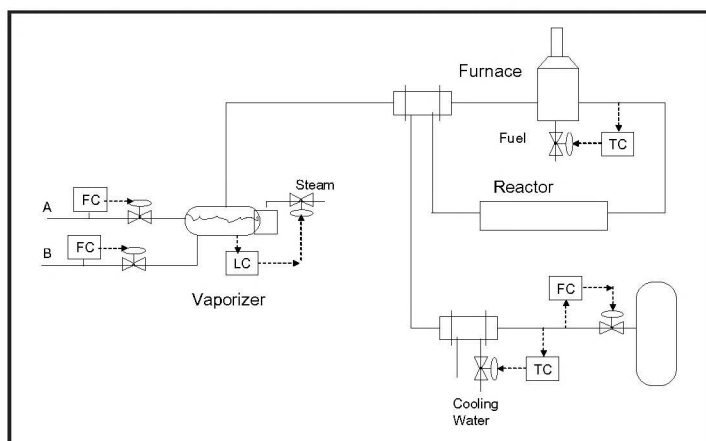 Furnace
Fuel
TC
Reactor
Steam
A
FC
B
FC
LC
Vaporizer
FC
TC
Cooling
Water